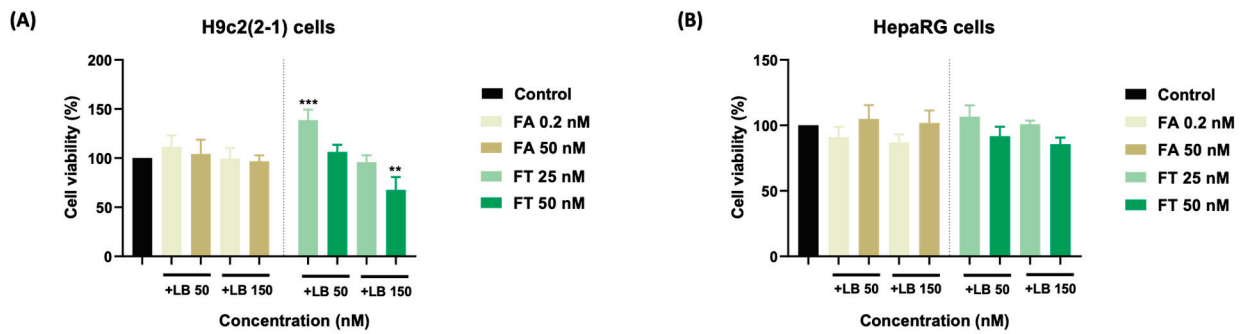 (A)
H9c2(2-1) cells
Cell viability (%)
200
150
100
50
0
***
**
+LB 50
+LB 150
+LB 50
+LB 150
Concentration (nM)
Control
FA 0.2 nM
FA 50 nM
FT 25 nM
FT 50 nM
(B)
HepaRG cells
Cell viability (%)
150
100
50
0
+LB 50
+LB 150
+LB 50
+LB 150
Concentration (nM)
Control
FA 0.2 nM
FA 50 nM
FT 25 nM
FT 50 nM